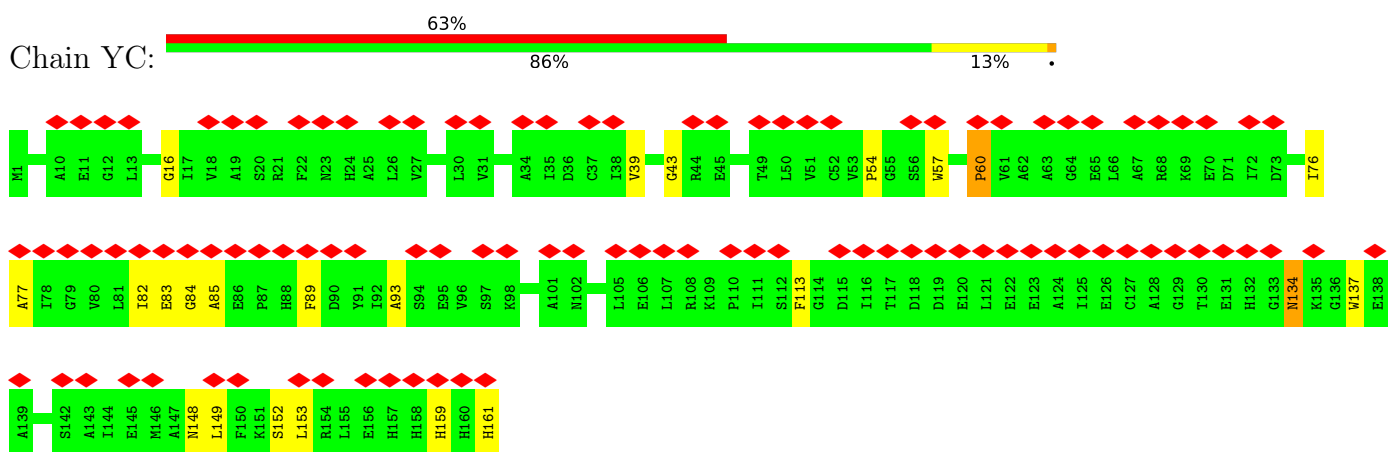 63%
Chain YC:
86% 13% •
M1 A10 E11 G12 L13 G16 I17 V18 A19 S20 R21 F22 N23 H24 A25 L26 V27 L30 V31 A34 I35 D36 C37 I38 V39 G43 R44 E45 T49 L50 V51 C52 V53 P54 G55 S56 W57 P60 V61 A62 A63 G64 E65 L66 A67 R68 K69 E70 D71 I72 D73 I76
A77 I78 G79 V80 L81 I82 E83 G84 A85 E86 P87 H88 F89 D90 Y91 I92 A93 S94 E95 V96 S97 K98 A101 N102 L105 E106 L107 R108 K109 P110 I111 S112 F113 G114 D115 I116 T117 D118 D119 E120 L121 E122 E123 A124 I125 E126 C127 A128 G129 T130 E131 H132 G133 N134 K135 G136 W137 E138
A139 S142 A143 I144 E145 M146 A147 N148 L149 F150 K151 S152 L153 R154 L155 E156 H157 H158 H159 H160 H161